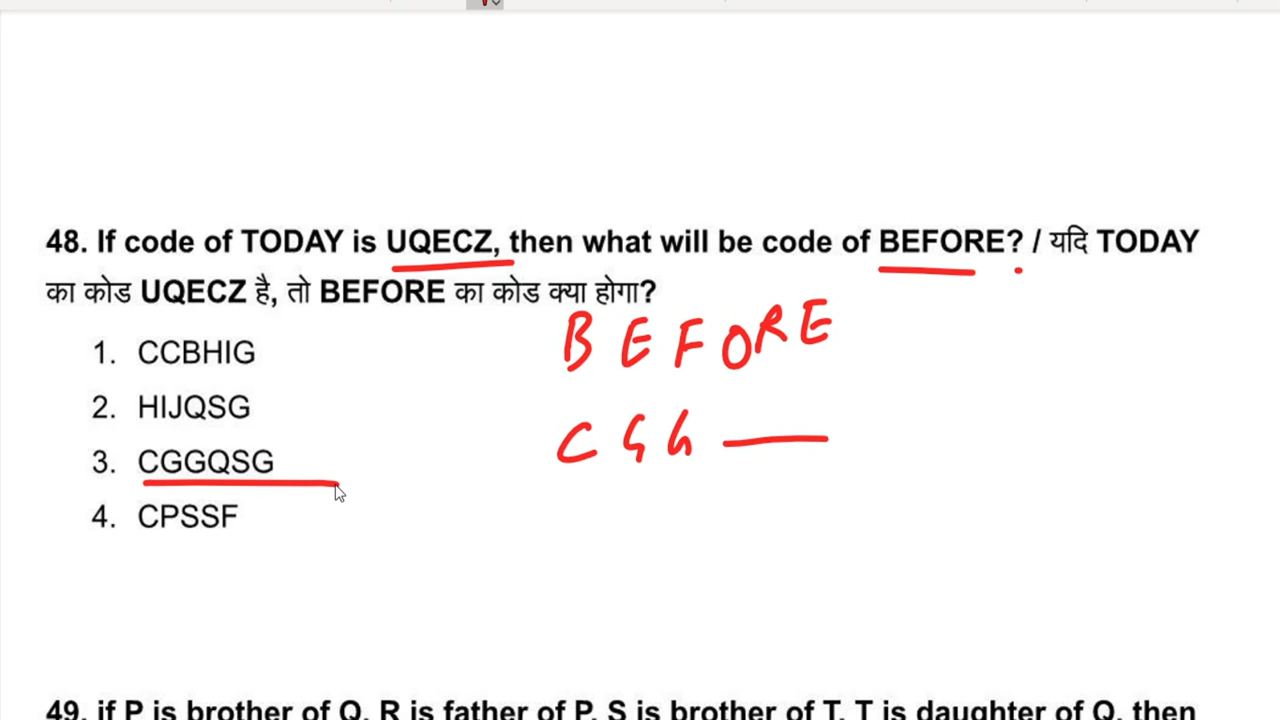 48. If code of TODAY is UQECZ, then what will be code of BEFORE? / यदि TODAY
का कोड UQECZ है, तो BEFORE का कोड क्या होगा?
1. CCBHIG
2. HIJQSG
3. CGGQSG
4. CPSSF
B E F O R E
C G G
49. if P is brother of Q, R is father of P, S is brother of T, T is daughter of Q, then